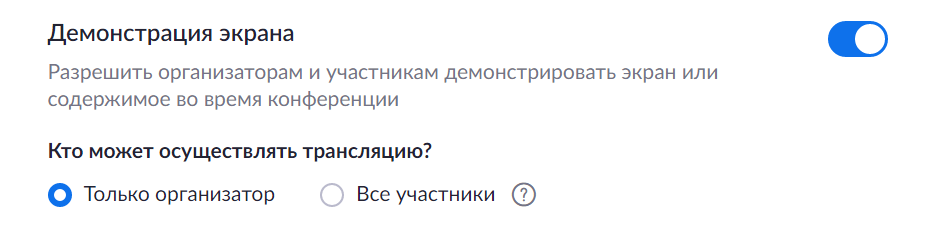 Демонстрация экрана
Разрешить организаторам и участникам демонстрировать экран или
содержимое во время конференции
Кто может осуществлять трансляцию?
Только организатор Все участники ?